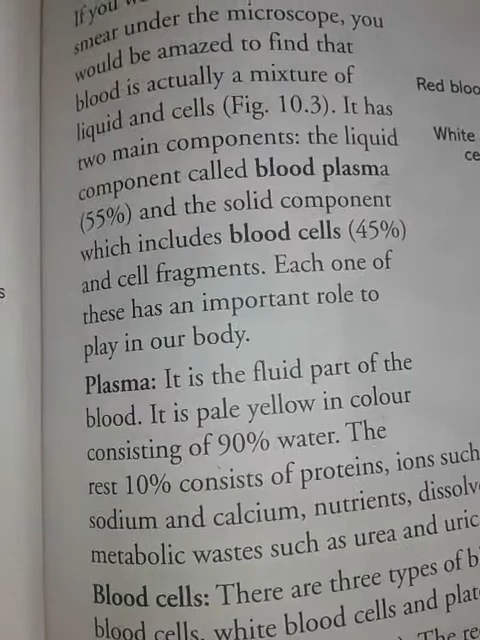 If you
smear under the microscope, you
would be amazed to find that
blood is actually a mixture of
liquid and cells (Fig. 10.3). It has
two main components: the liquid
component called blood plasma
(55%) and the solid component
which includes blood cells (45%)
and cell fragments. Each one of
these has an important role to
play in our body.
Plasma: It is the fluid part of the
blood. It is pale yellow in colour
consisting of 90% water. The
rest 10% consists of proteins, ions such
sodium and calcium, nutrients,
metabolic wastes such as urea and
Blood cells: There are three types of
blood cells, white blood cells and
The
Red
White